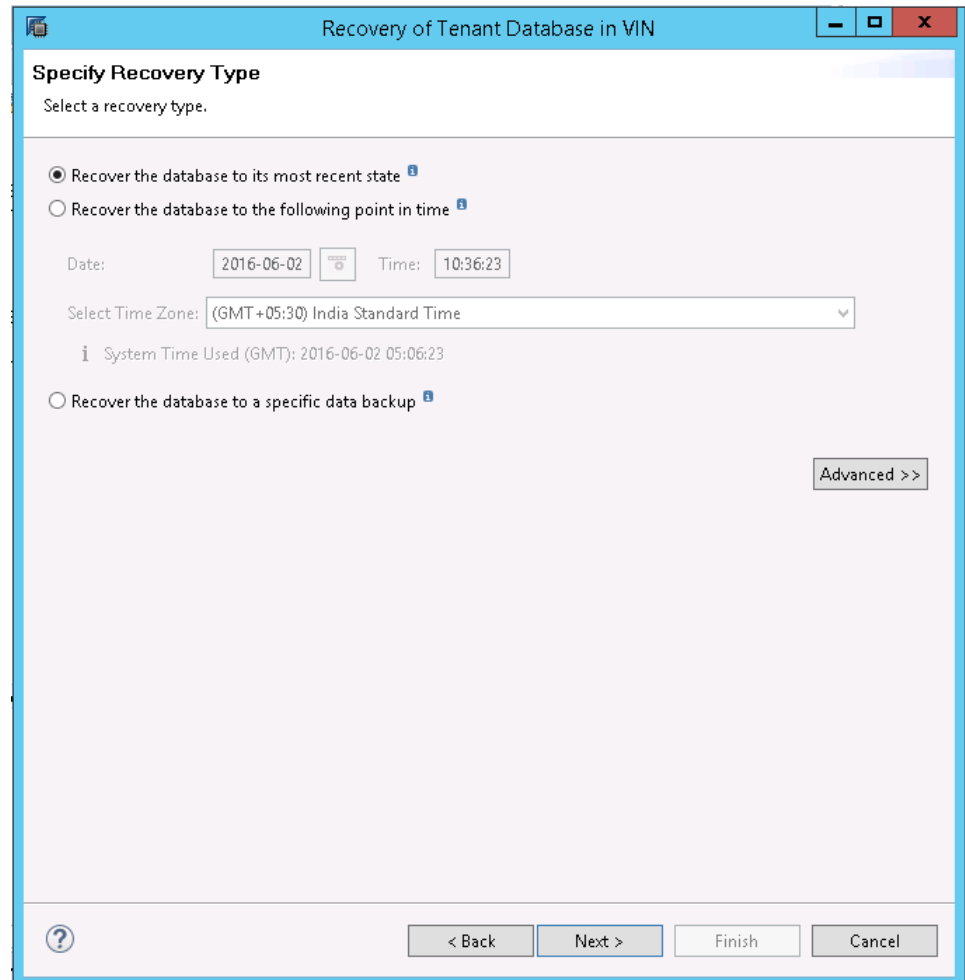 Recovery of Tenant Database in VIN
Specify Recovery Type
Select a recovery type.
Recover the database to its most recent state
Recover the database to the following point in time
Date: 2016-06-02 Time: 10:36:23
Select Time Zone: (GMT+05:30) India Standard Time
i System Time Used (GMT): 2016-06-02 05:06:23
Recover the database to a specific data backup
Advanced >>
? < Back Next > Finish Cancel